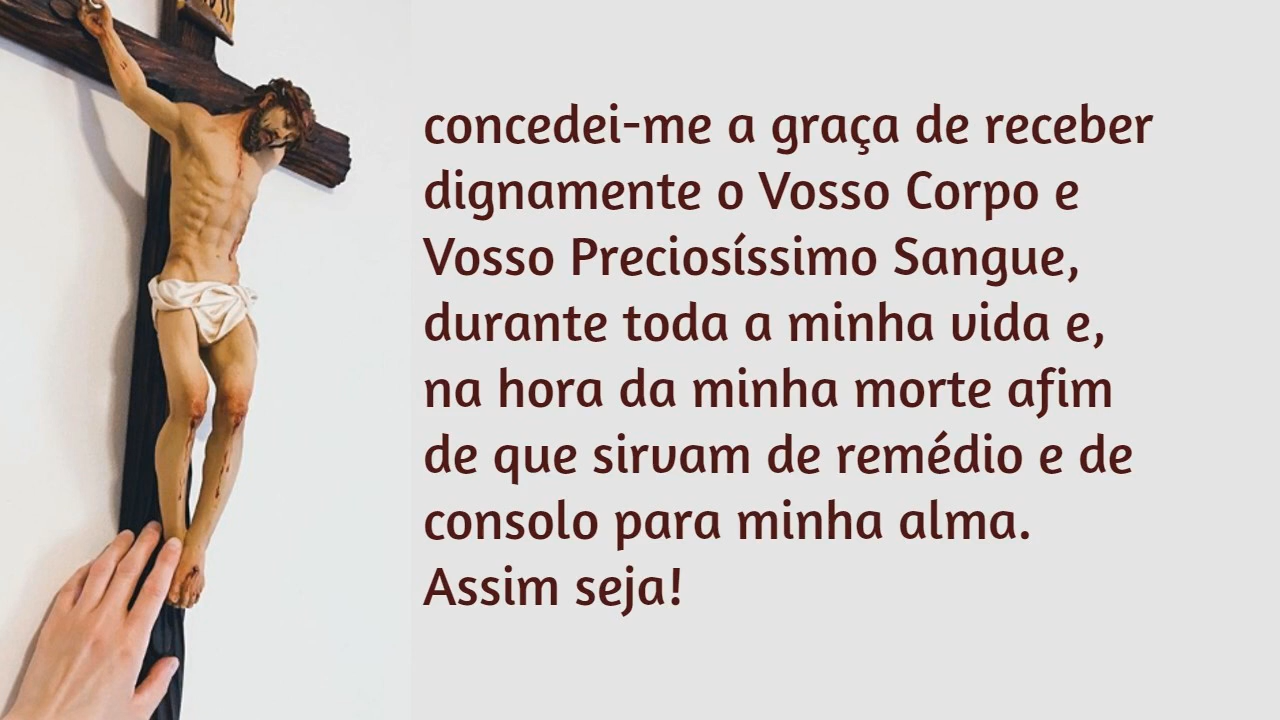 concedei-me a graça de receber
dignamente o Vosso Corpo e
Vosso Preciosíssimo Sangue,
durante toda a minha vida e,
na hora da minha morte afim
de que sirvam de remédio e de
consolo para minha alma.
Assim seja!